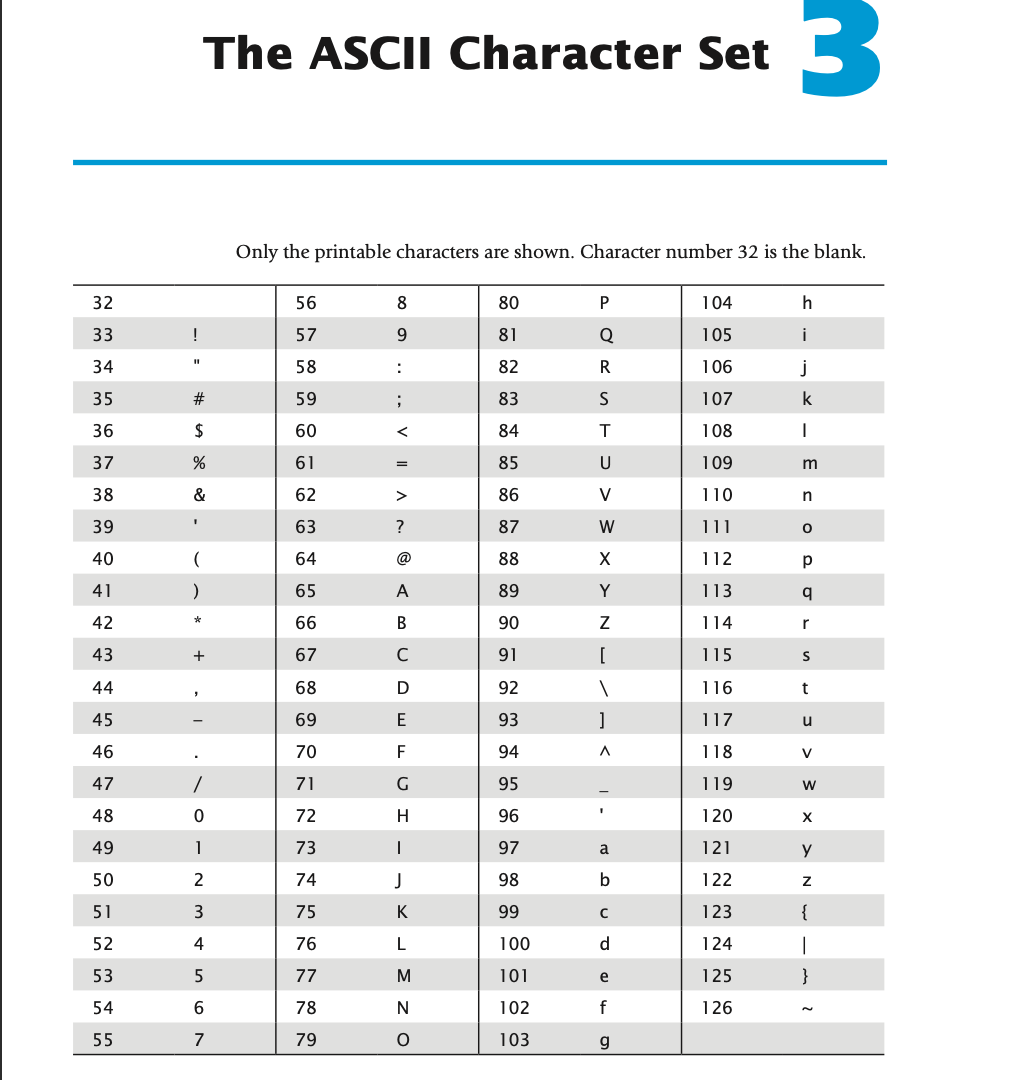 The ASCII Character Set 3
Only the printable characters are shown. Character number 32 is the blank.
32 56 8 80 P 104 h
33 ! 57 9 81 Q 105 i
34 " 58 : 82 R 106 j
35 # 59 ; 83 S 107 k
36 $ 60 < 84 T 108 l
37 % 61 = 85 U 109 m
38 & 62 > 86 V 110 n
39 ' 63 ? 87 W 111 o
40 ( 64 @ 88 X 112 p
41 ) 65 A 89 Y 113 q
42 * 66 B 90 Z 114 r
43 + 67 C 91 [ 115 s
44 , 68 D 92 \ 116 t
45 – 69 E 93 ] 117 u
46 . 70 F 94 ^ 118 v
47 / 71 G 95 _ 119 w
48 0 72 H 96 ' 120 x
49 1 73 I 97 a 121 y
50 2 74 J 98 b 122 z
51 3 75 K 99 c 123 {
52 4 76 L 100 d 124 |
53 5 77 M 101 e 125 }
54 6 78 N 102 f 126 ~
55 7 79 O 103 g